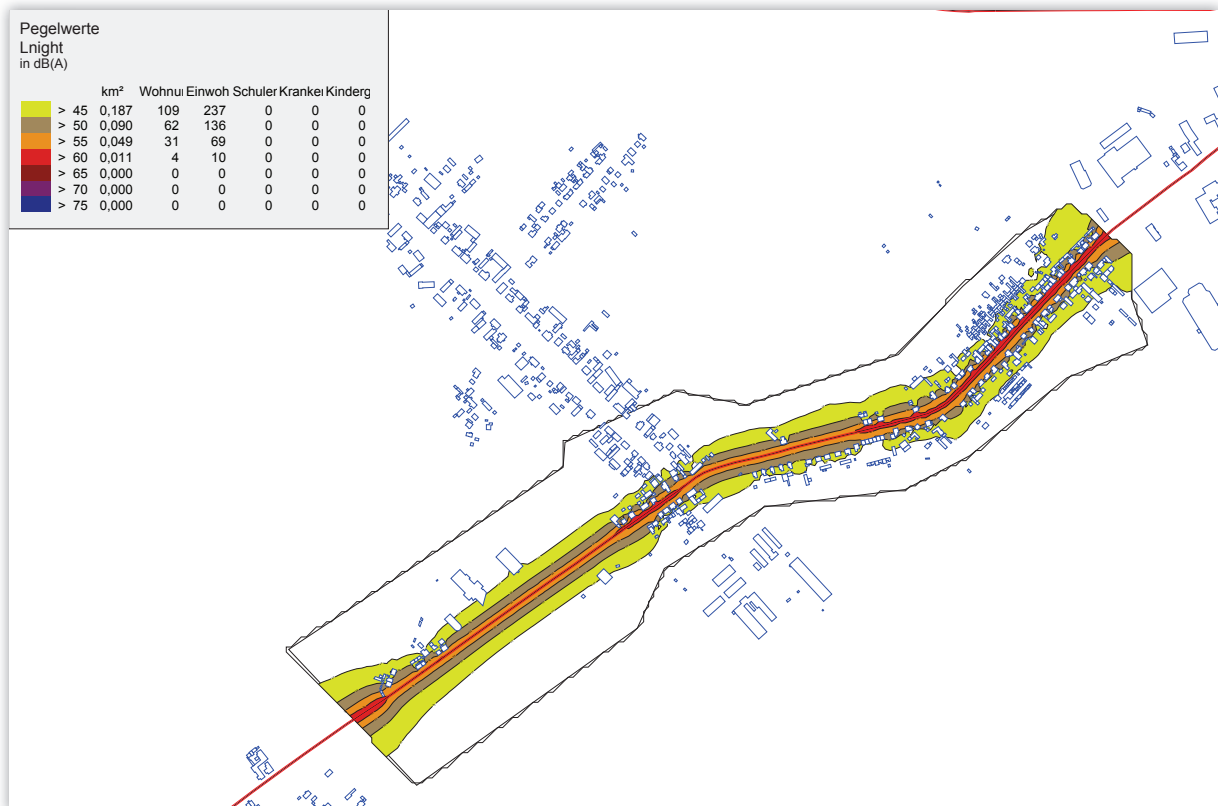 Pegelwerte
Lnight
in dB(A)
km² Wohnu Einwoh Schuler Kranke Kinderg
> 45 0,187 109 237 0 0 0
> 50 0,090 62 136 0 0 0
> 55 0,049 31 69 0 0 0
> 60 0,011 4 10 0 0 0
> 65 0,000 0 0 0 0 0
> 70 0,000 0 0 0 0 0
> 75 0,000 0 0 0 0 0